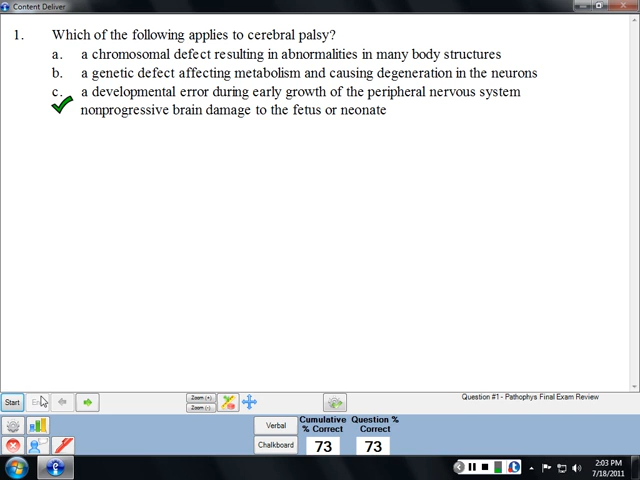 Content Deliver
1. Which of the following applies to cerebral palsy?
a. a chromosomal defect resulting in abnormalities in many body structures
b. a genetic defect affecting metabolism and causing degeneration in the neurons
c. a developmental error during early growth of the peripheral nervous system
nonprogressive brain damage to the fetus or neonate
Start
Zoom (+)
Zoom (-)
Question #1 - Pathophys Final Exam Review
Verbal
Chalkboard
Cumulative % Correct
Question % Correct
73
73
2:03 PM
7/18/2011